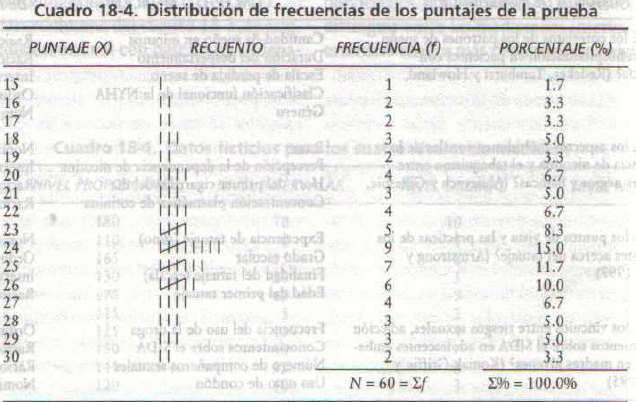 Cuadro 18-4. Distribución de frecuencias de los puntajes de la prueba
PUNTAJE (X) RECUENTO FRECUENCIA (f) PORCENTAJE (%)
15 1 1.7
16 2 3.3
17 2 3.3
18 3 5.0
19 2 3.3
20 4 6.7
21 3 5.0
22 4 6.7
23 5 8.3
24 9 15.0
25 7 11.7
26 6 10.0
27 4 6.7
28 3 5.0
29 3 5.0
30 2 3.3
N = 60 = Σf Σ% = 100.0%